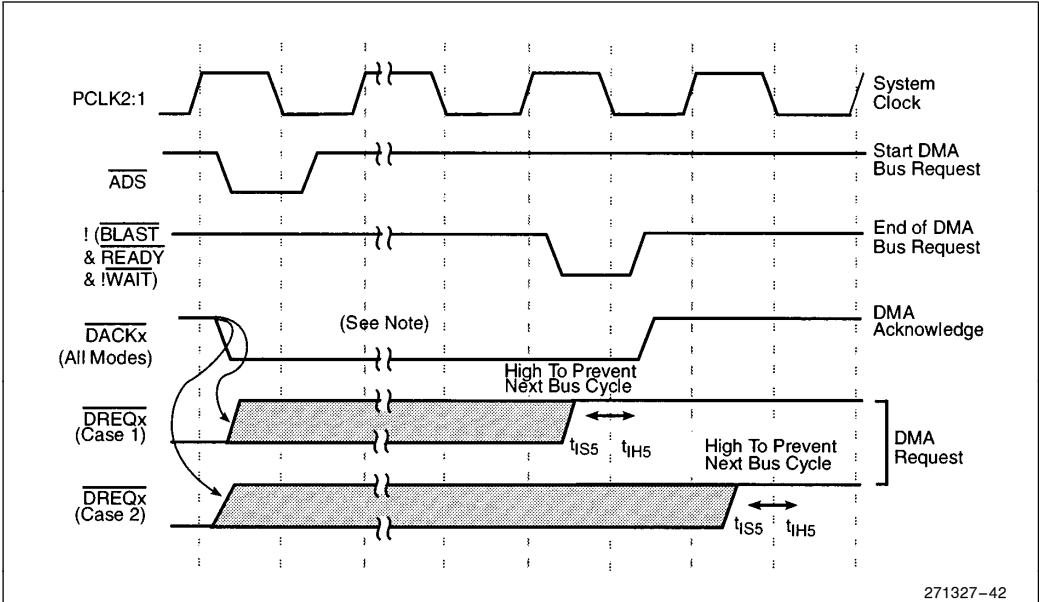 PCLK2:1
System
Clock
ADS
Start DMA
Bus Request
! (BLAST
& READY
& !WAIT)
End of DMA
Bus Request
DACKx
(All Modes)
(See Note)
DMA
Acknowledge
High To Prevent
Next Bus Cycle
DREQx
(Case 1)
tIS5
tIH5
High To Prevent
Next Bus Cycle
DMA
Request
DREQx
(Case 2)
tIS5
tIH5
271327-42